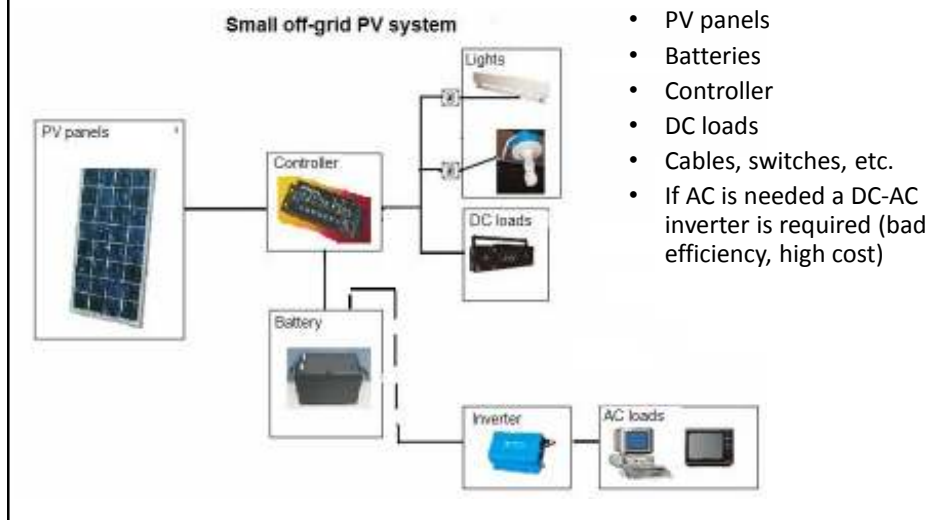 Small off-grid PV system
PV panels
Controller
Lights
DC loads
Battery
Inverter
AC loads
• PV panels
• Batteries
• Controller
• DC loads
• Cables, switches, etc.
• If AC is needed a DC-AC
inverter is required (bad
efficiency, high cost)